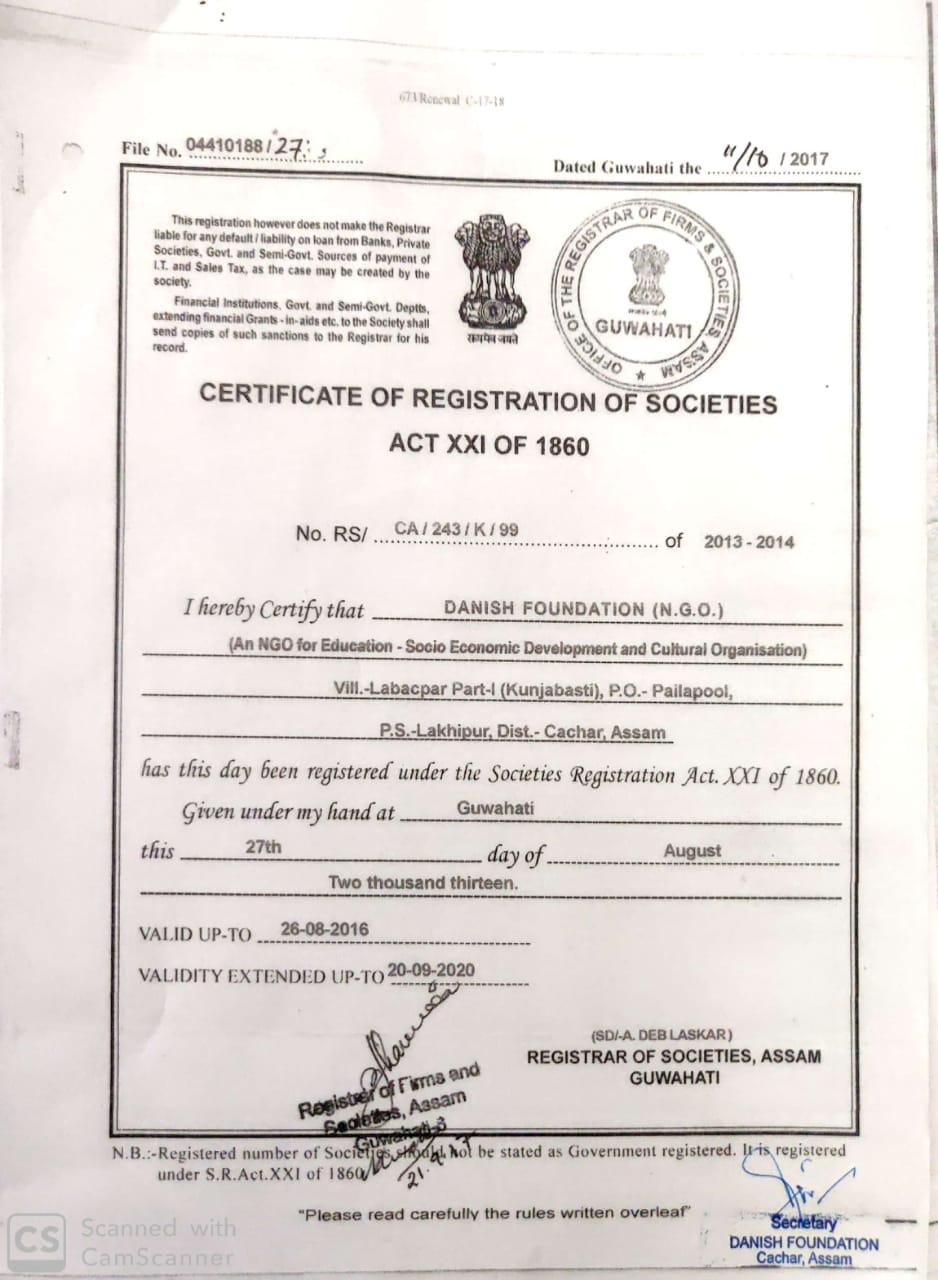 673/Renewal C-17-18
File No. 04410188/27
Dated Guwahati the 11/10 / 2017
This registration however does not make the Registrar
liable for any default / liability on loan from Banks, Private
Societies, Govt. and Semi-Govt. Sources of payment of
I.T. and Sales Tax, as the case may be created by the
society.
Financial Institutions, Govt. and Semi-Govt. Deptts,
extending financial Grants - in-aids etc. to the Society shall
send copies of such sanctions to the Registrar for his
record.
सत्यमेव जयते
OFFICE OF THE REGISTRAR OF FIRMS & SOCIETIES ASSAM
GUWAHATI
CERTIFICATE OF REGISTRATION OF SOCIETIES
ACT XXI OF 1860
No. RS/ CA / 243 / K / 99 of 2013 - 2014
I hereby Certify that DANISH FOUNDATION (N.G.O.)
(An NGO for Education - Socio Economic Development and Cultural Organisation)
Vill.-Labacpar Part-I (Kunjabasti), P.O.- Pailapool,
P.S.-Lakhipur, Dist.- Cachar, Assam
has this day been registered under the Societies Registration Act. XXI of 1860.
Given under my hand at Guwahati
this 27th day of August
Two thousand thirteen.
VALID UP-TO 26-08-2016
VALIDITY EXTENDED UP-TO 20-09-2020
(SD/-A. DEB LASKAR)
REGISTRAR OF SOCIETIES, ASSAM
GUWAHATI
Register of Firms and
Societies, Assam
Guwahati-3
N.B.:-Registered number of Societies should not be stated as Government registered. It is registered
under S.R.Act.XXI of 1860
"Please read carefully the rules written overleaf"
Secretary
DANISH FOUNDATION
Cachar, Assam
CS Scanned with
CamScanner